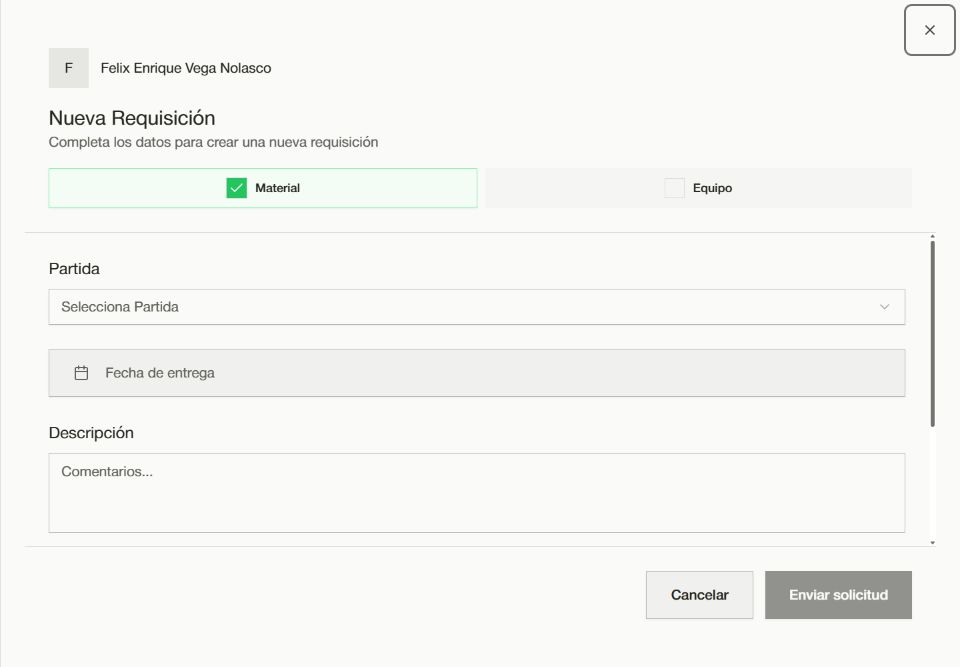 F
Felix Enrique Vega Nolasco
Nueva Requisición
Completa los datos para crear una nueva requisición
Material
Equipo
Partida
Selecciona Partida
Fecha de entrega
Descripción
Comentarios...
Cancelar
Enviar solicitud